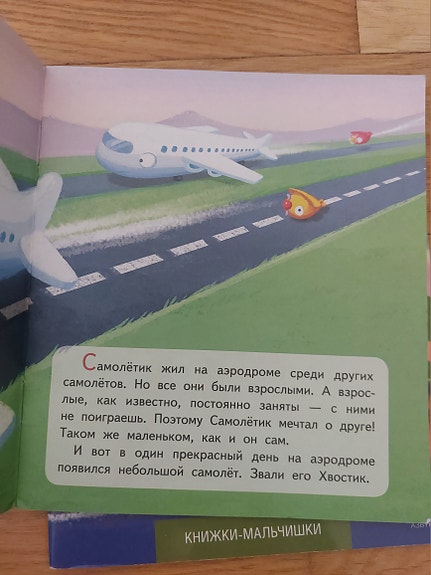 Самолётик жил на аэродроме среди других
самолётов. Но все они были взрослыми. А взрос-
лые, как известно, постоянно заняты — с ними
не поиграешь. Поэтому Самолётик мечтал о друге!
Таком же маленьком, как и он сам.
И вот в один прекрасный день на аэродроме
появился небольшой самолёт. Звали его Хвостик.
КНИЖКИ-МАЛЬЧИШКИ